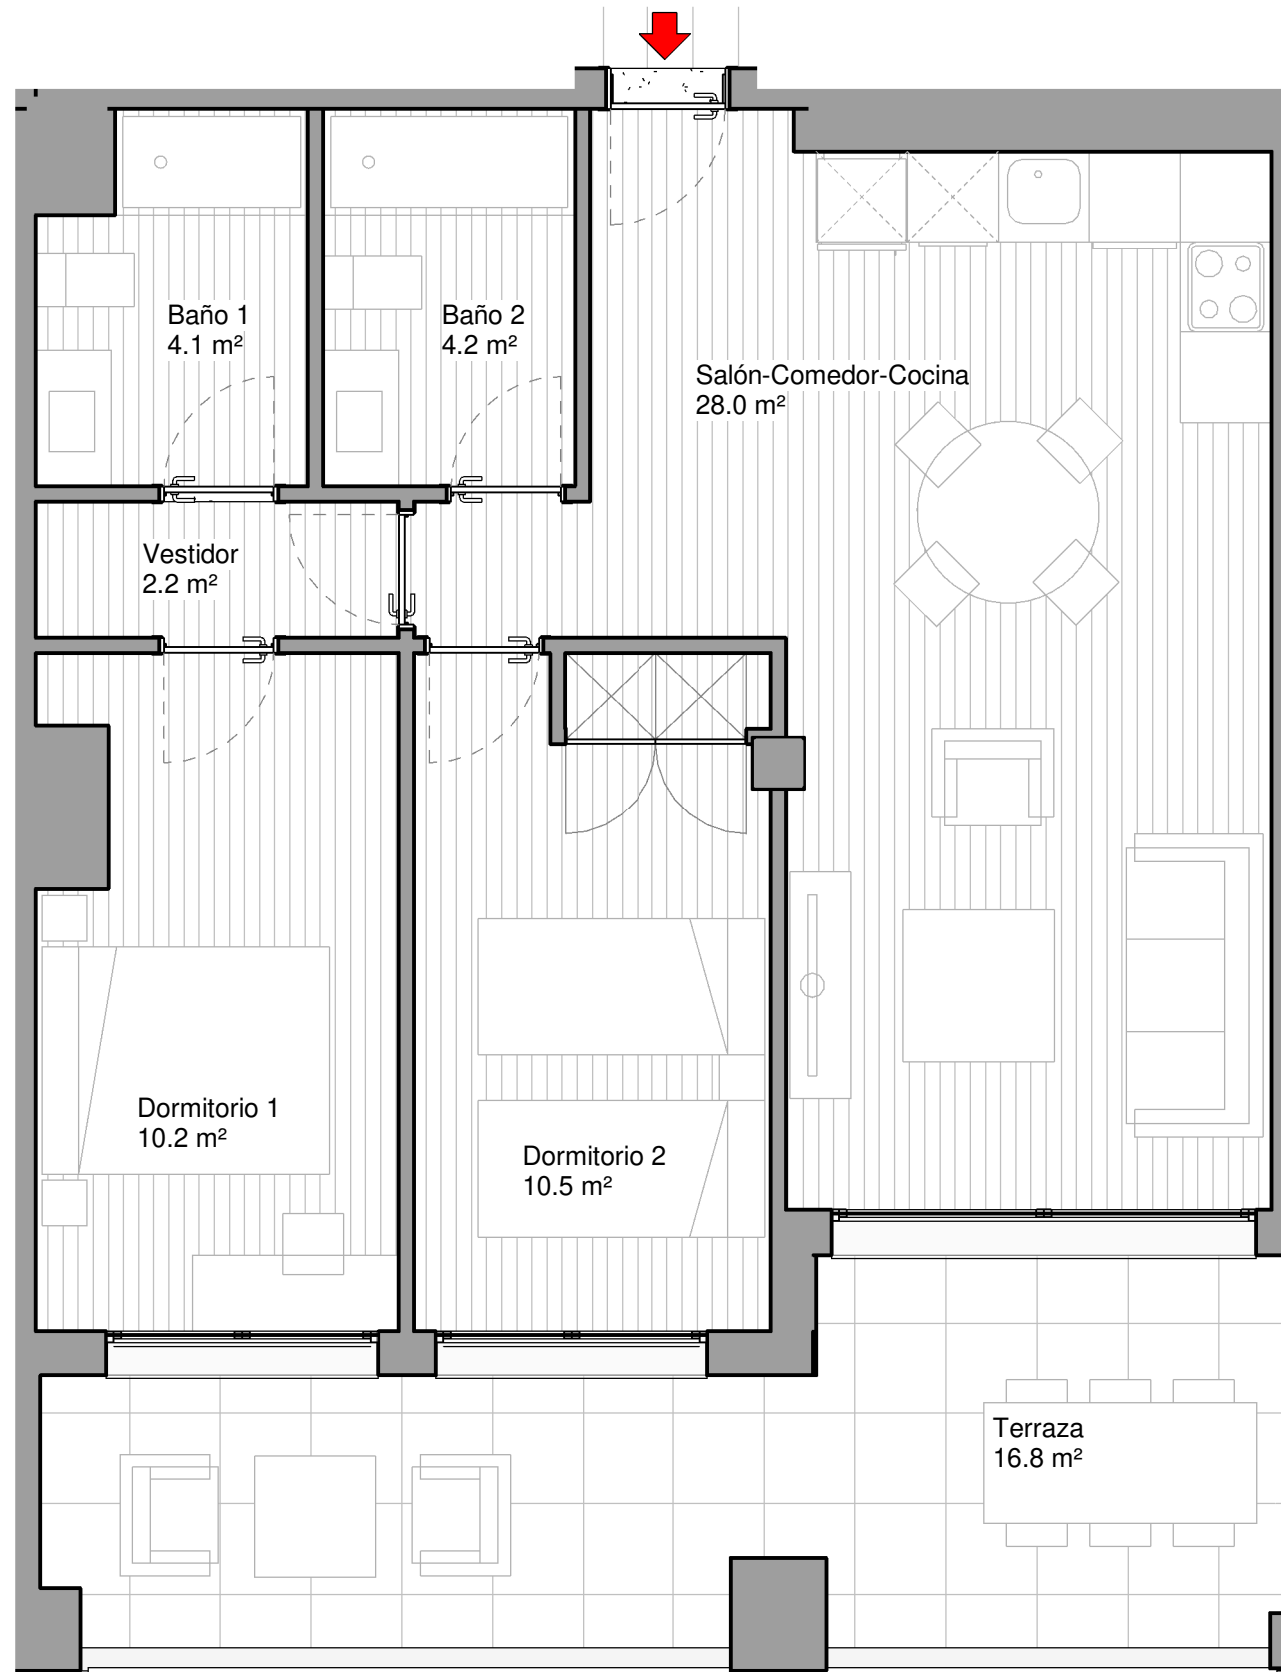 Baño 1
4.1 m²
Baño 2
4.2 m²
Salón-Comedor-Cocina
28.0 m²
Vestidor
2.2 m²
Dormitorio 1
10.2 m²
Dormitorio 2
10.5 m²
Terraza
16.8 m²